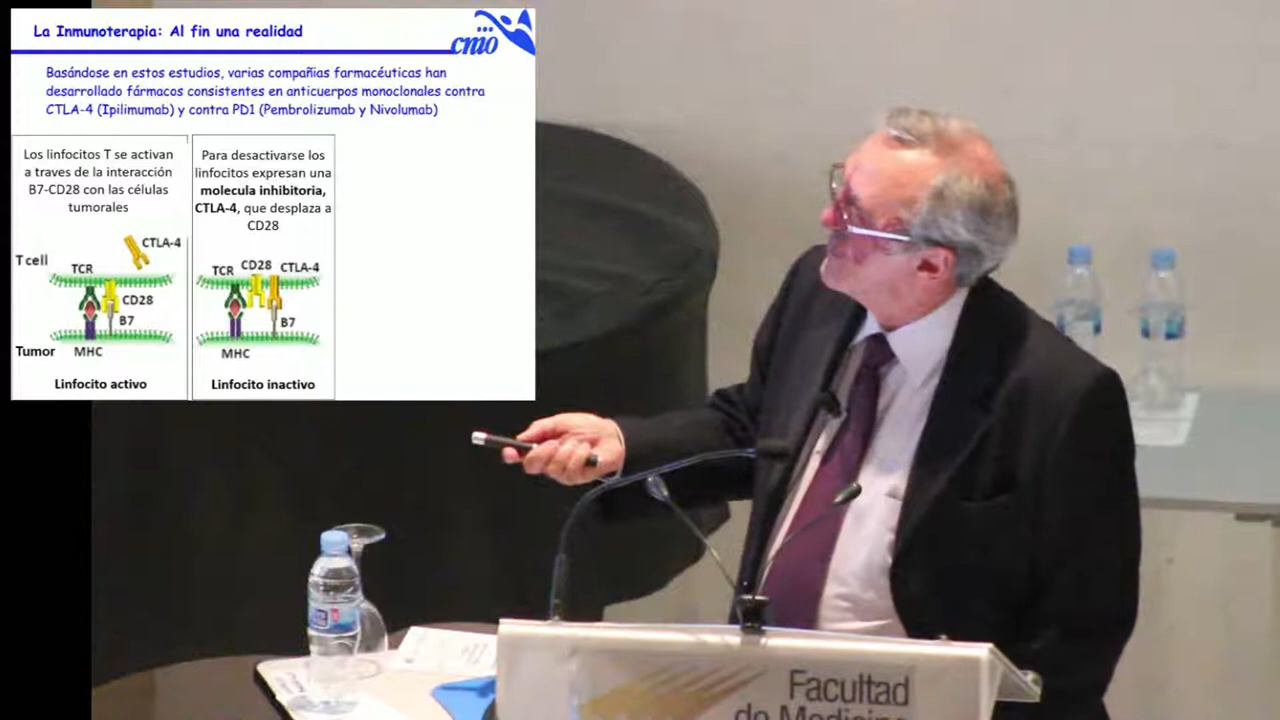 La Inmunoterapia: Al fin una realidad
cnio
Basándose en estos estudios, varias compañias farmacéuticas han
desarrollado fármacos consistentes en anticuerpos monoclonales contra
CTLA-4 (Ipilimumab) y contra PD1 (Pembrolizumab y Nivolumab)
Los linfocitos T se activan
a traves de la interacción
B7-CD28 con las células
tumorales
CTLA-4
T cell
TCR
CD28
B7
Tumor
MHC
Linfocito activo
Para desactivarse los
linfocitos expresan una
molecula inhibitoria,
CTLA-4, que desplaza a
CD28
TCR
CD28
CTLA-4
B7
MHC
Linfocito inactivo
Facultad
de Medicina